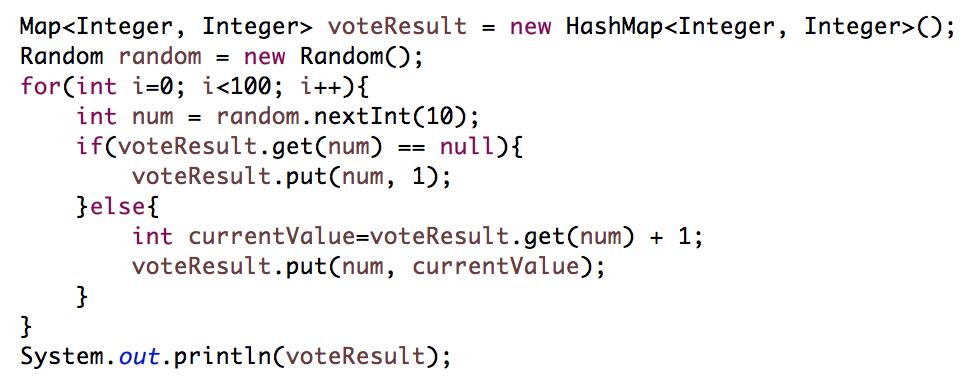 Map<Integer, Integer> voteResult = new HashMap<Integer, Integer>();
Random random = new Random();
for(int i=0; i<100; i++){
    int num = random.nextInt(10);
    if(voteResult.get(num) == null){
        voteResult.put(num, 1);
    }else{
        int currentValue=voteResult.get(num) + 1;
        voteResult.put(num, currentValue);
    }
}
System.out.println(voteResult);